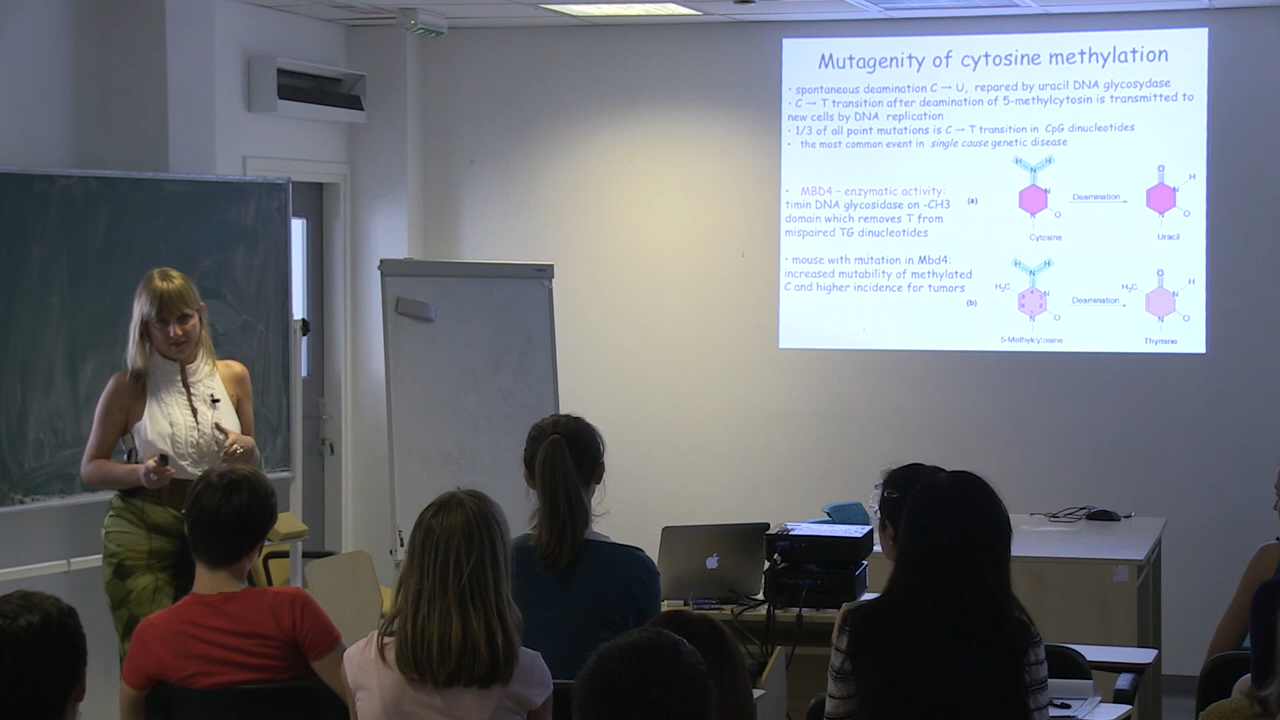 Mutagenity of cytosine methylation
• spontaneous deamination C → U, repared by uracil DNA glycosydase
• C → T transition after deamination of 5-methylcytosin is transmitted to
new cells by DNA replication
• 1/3 of all point mutations is C → T transition in CpG dinucleotides
• the most common event in single cause genetic disease
• MBD4 – enzymatic activity:
timin DNA glycosidase on -CH3
domain which removes T from
mispaired TG dinucleotides
(a)
H H
N
N
N
O
Cytosine
Deamination
O
H
N
N
O
Uracil
• mouse with mutation in Mbd4:
increased mutability of methylated
C and higher incidence for tumors
(b)
H H
N
H₃C
N
N
O
5-Methylcytosine
Deamination
O
H₃C
H
N
N
O
Thymine